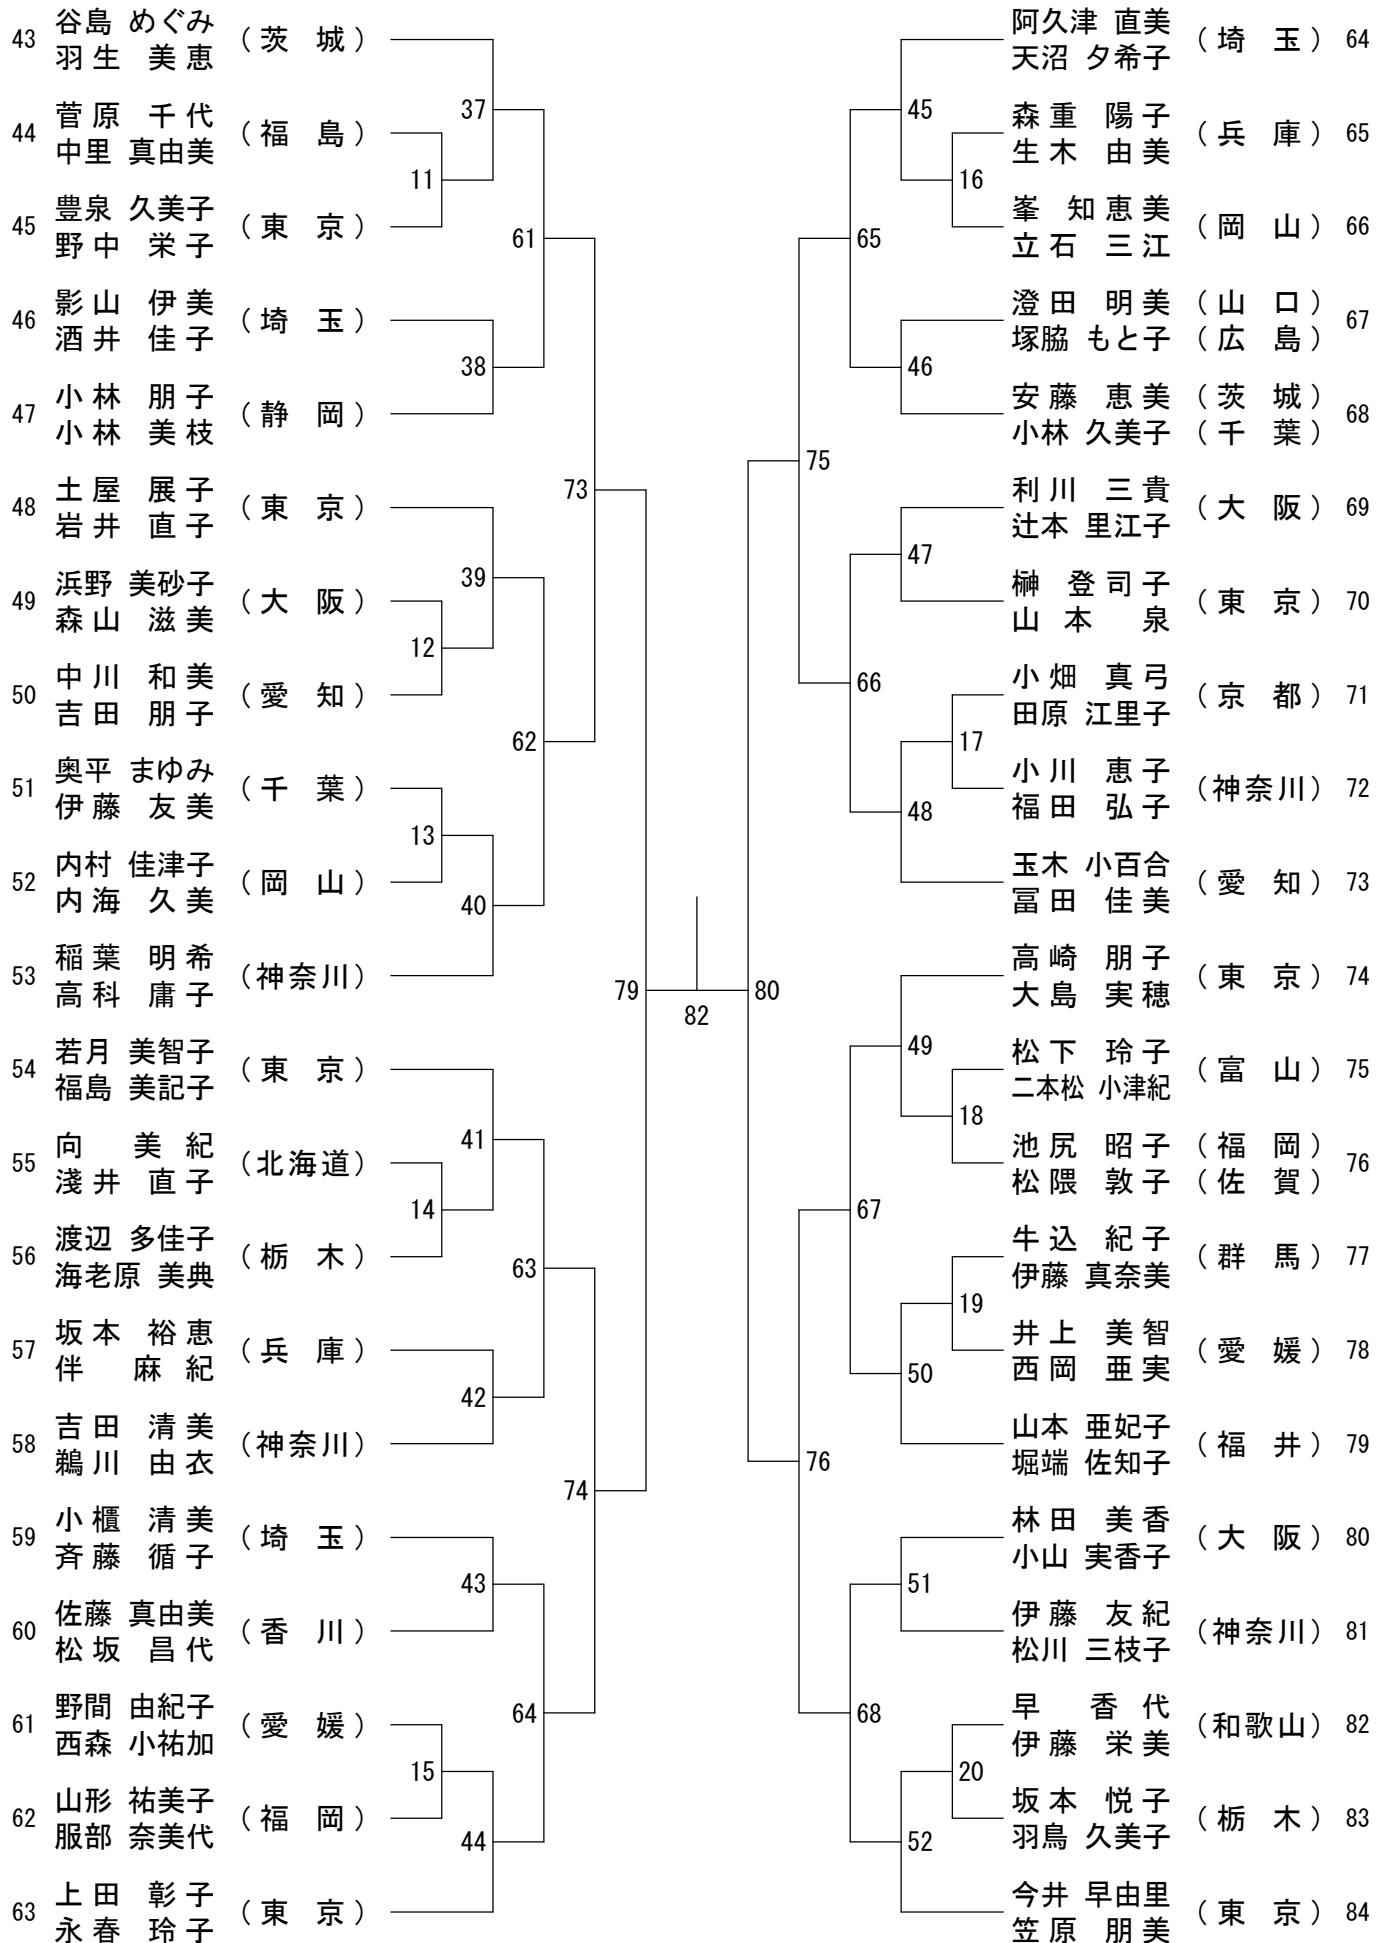 43 谷島 めぐみ (茨 城)
羽生 美恵
44 菅原 千代 (福 島)
中里 真由美
45 豊泉 久美子 (東 京)
野中 栄子
46 影山 伊美 (埼 玉)
酒井 佳子
47 小林 朋子 (静 岡)
小林 美枝
48 土屋 展子 (東 京)
岩井 直子
49 浜野 美砂子 (大 阪)
森山 滋美
50 中川 和美 (愛 知)
吉田 朋子
51 奥平 まゆみ (千 葉)
伊藤 友美
52 内村 佳津子 (岡 山)
内海 久美
53 稲葉 明希 (神奈川)
高科 庸子
54 若月 美智子 (東 京)
福島 美記子
55 向 美紀 (北海道)
淺井 直子
56 渡辺 多佳子 (栃 木)
海老原 美典
57 坂本 裕恵 (兵 庫)
伴 麻紀
58 吉田 清美 (神奈川)
鵜川 由衣
59 小櫃 清美 (埼 玉)
斉藤 循子
60 佐藤 真由美 (香 川)
松坂 昌代
61 野間 由紀子 (愛 媛)
西森 小祐加
62 山形 祐美子 (福 岡)
服部 奈美代
63 上田 彰子 (東 京)
永春 玲子
11
12
13
14
15
37
38
39
40
41
42
43
44
61
62
63
64
73
74
79
82
80
75
76
65
66
67
68
45
46
47
48
49
50
51
52
16
17
18
19
20
阿久津 直美 (埼 玉) 64
天沼 夕希子
森重 陽子 (兵 庫) 65
生木 由美
峯 知恵美 (岡 山) 66
立石 三江
澄田 明美 (山 口) 67
塚脇 もと子 (広 島)
安藤 恵美 (茨 城) 68
小林 久美子 (千 葉)
利川 三貴 (大 阪) 69
辻本 里江子
榊 登司子 (東 京) 70
山本 泉
小畑 真弓 (京 都) 71
田原 江里子
小川 恵子 (神奈川) 72
福田 弘子
玉木 小百合 (愛 知) 73
冨田 佳美
高崎 朋子 (東 京) 74
大島 実穂
松下 玲子 (富 山) 75
二本松 小津紀
池尻 昭子 (福 岡) 76
松隈 敦子 (佐 賀)
牛込 紀子 (群 馬) 77
伊藤 真奈美
井上 美智 (愛 媛) 78
西岡 亜実
山本 亜妃子 (福 井) 79
堀端 佐知子
林田 美香 (大 阪) 80
小山 実香子
伊藤 友紀 (神奈川) 81
松川 三枝子
早 香代 (和歌山) 82
伊藤 栄美
坂本 悦子 (栃 木) 83
羽鳥 久美子
今井 早由里 (東 京) 84
笠原 朋美